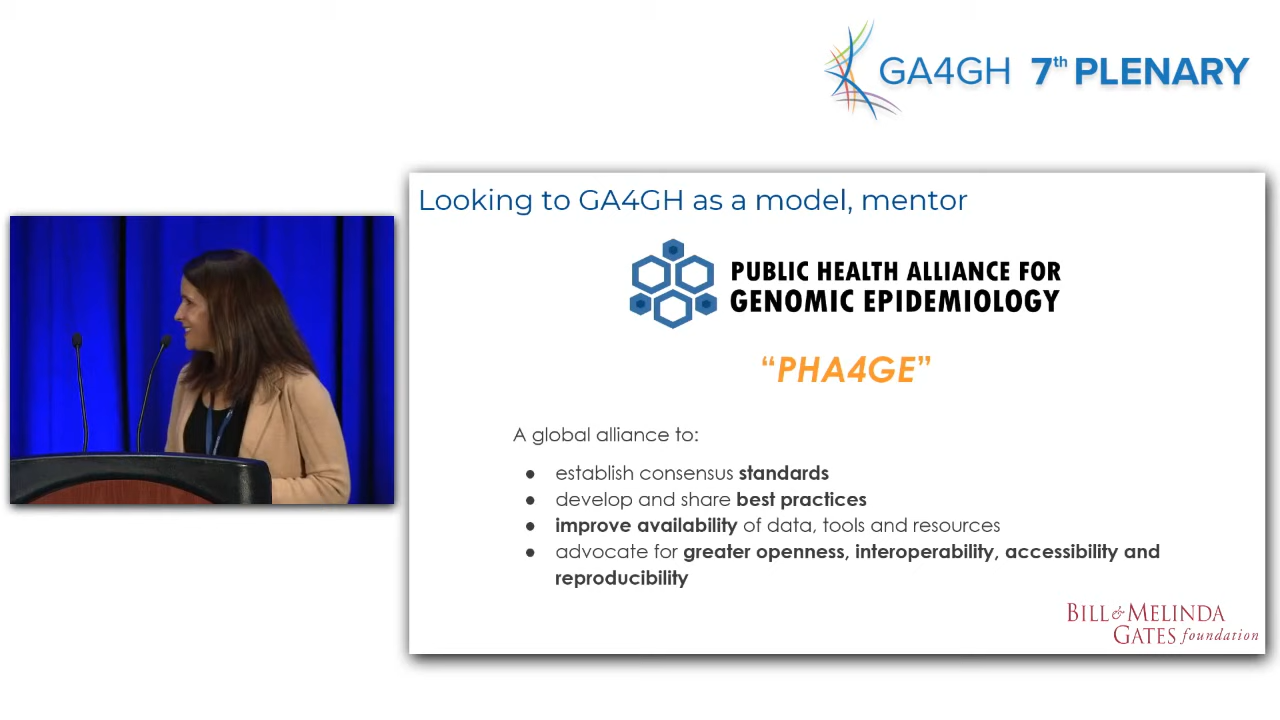 GA4GH 7th PLENARY
Looking to GA4GH as a model, mentor
PUBLIC HEALTH ALLIANCE FOR
GENOMIC EPIDEMIOLOGY
“PHA4GE”
A global alliance to:
● establish consensus standards
● develop and share best practices
● improve availability of data, tools and resources
● advocate for greater openness, interoperability, accessibility and
reproducibility
BILL & MELINDA
GATES foundation